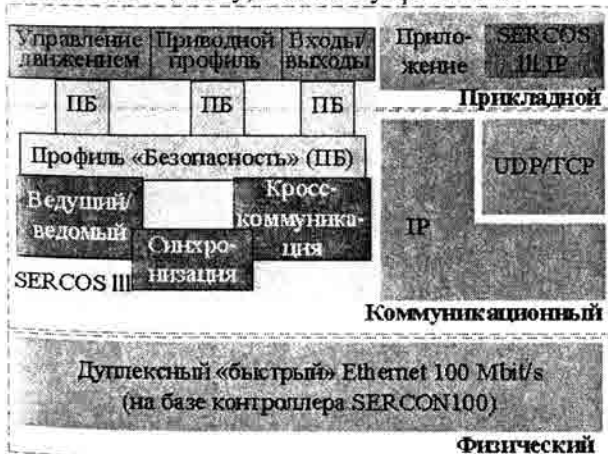 Управление движением
Приводной профиль
Входы/ выходы
Прило- жение
SERCOS III IP
Прикладной
ПБ
ПБ
ПБ
Профиль «Безопасность» (ПБ)
Ведущий/ ведомый
Кросс- коммуника- ция
Синхро- низация
SERCOS III
IP
UDP/TCP
Коммуникационный
Дуплексный «быстрый» Ethernet 100 Mbit/s
(на базе контроллера SERCON100)
Физический